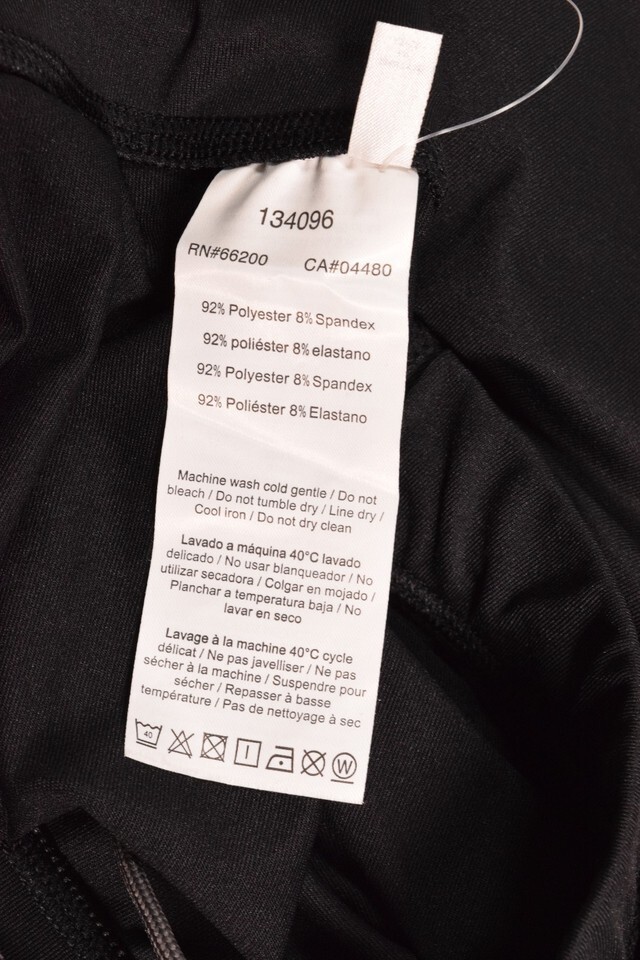 134096
RN#66200 CA#04480
92% Polyester 8% Spandex
92% poliéster 8% elastano
92% Polyester 8% Spandex
92% Poliéster 8% Elastano
Machine wash cold gentle / Do not
bleach / Do not tumble dry / Line dry /
Cool iron / Do not dry clean
Lavado a máquina 40°C lavado
delicado / No usar blanqueador / No
utilizar secadora / Colgar en mojado /
Planchar a temperatura baja / No
lavar en seco
Lavage à la machine 40°C cycle
délicat / Ne pas javelliser / Ne pas
sécher à la machine / Suspendre pour
sécher / Repasser à basse
température / Pas de nettoyage à sec
40 W